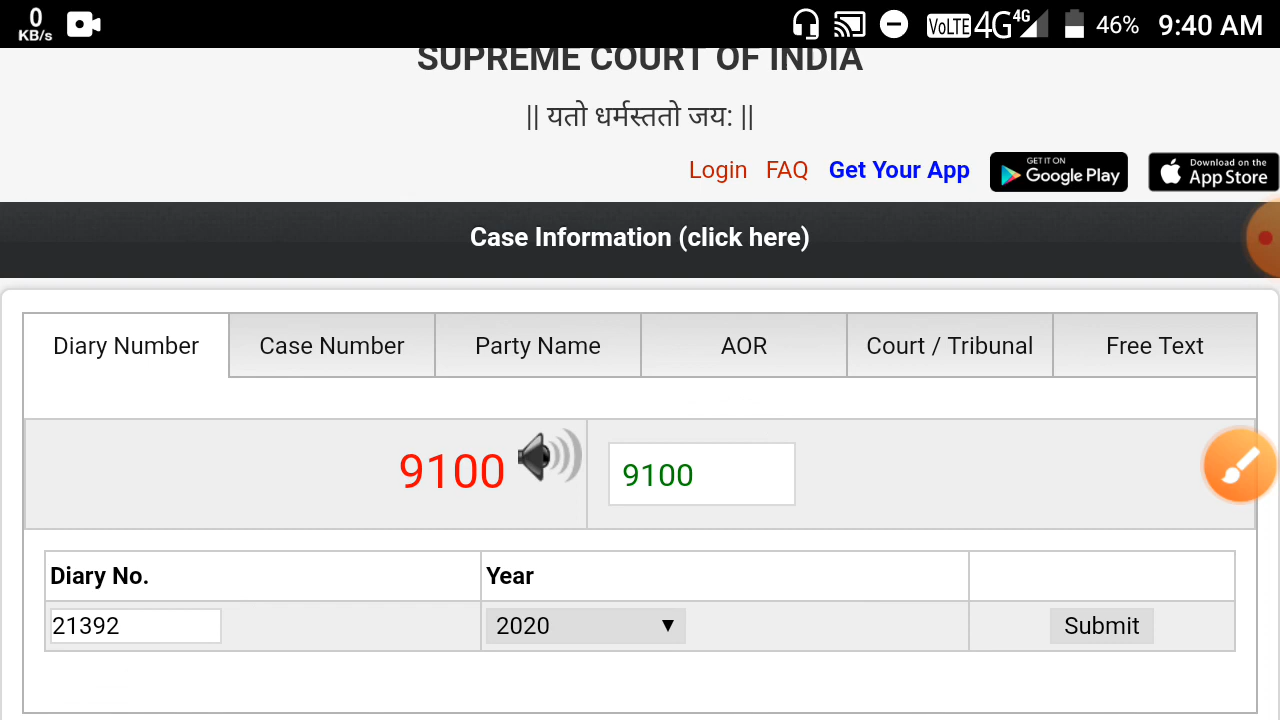 0
KB/s
VoLTE 4G 4G 46% 9:40 AM
SUPREME COURT OF INDIA
|| यतो धर्मस्ततो जय: ||
Login FAQ Get Your App GET IT ON Google Play Download on the App Store
Case Information (click here)
Diary Number Case Number Party Name AOR Court / Tribunal Free Text
9100 9100
Diary No. Year
21392 2020 Submit